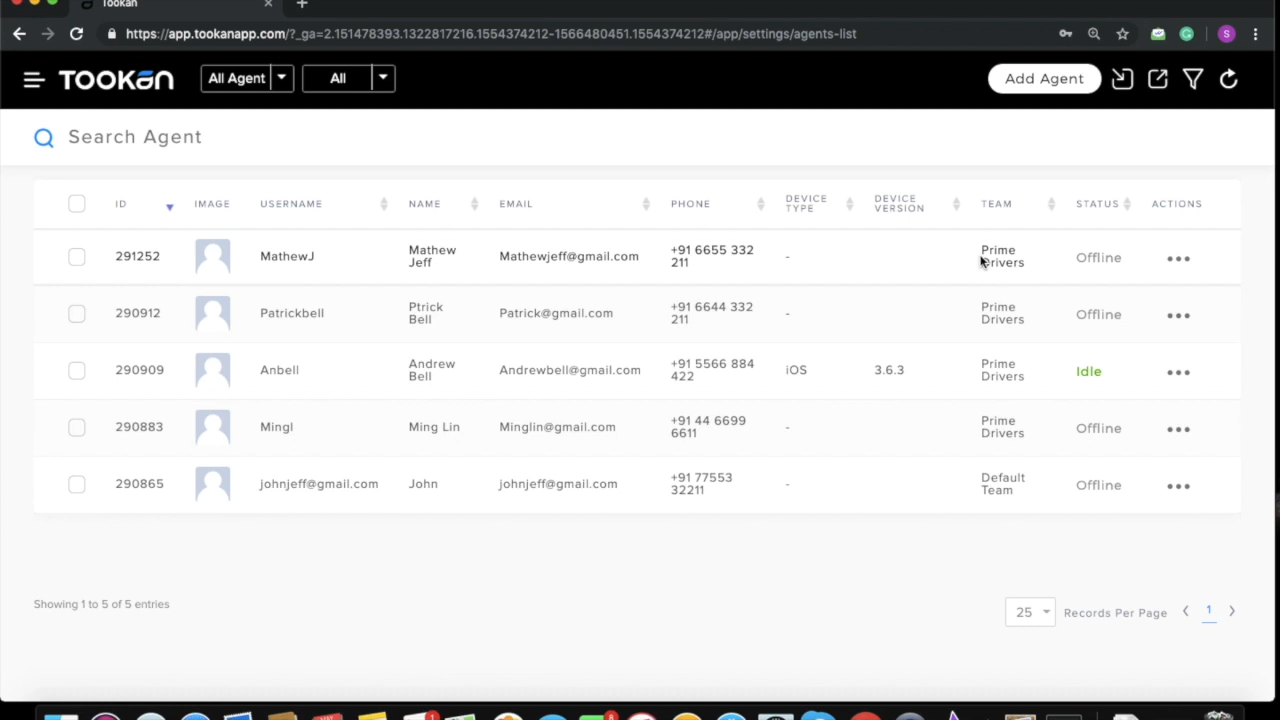 Tookan
https://app.tookanapp.com/?_ga=2.151478393.1322817216.1554374212-1566480451.1554374212#/app/settings/agents-list
S
TOOKAN
All Agent
All
Add Agent
Search Agent
ID IMAGE USERNAME NAME EMAIL PHONE DEVICE TYPE DEVICE VERSION TEAM STATUS ACTIONS
291252 MathewJ Mathew Jeff Mathewjeff@gmail.com +91 6655 332 211 - Prime Drivers Offline
290912 Patrickbell Ptrick Bell Patrick@gmail.com +91 6644 332 211 - Prime Drivers Offline
290909 Anbell Andrew Bell Andrewbell@gmail.com +91 5566 884 422 iOS 3.6.3 Prime Drivers Idle
290883 Mingl Ming Lin Minglin@gmail.com +91 44 6699 6611 - Prime Drivers Offline
290865 johnjeff@gmail.com John johnjeff@gmail.com +91 77553 32211 - Default Team Offline
Showing 1 to 5 of 5 entries
25 Records Per Page 1